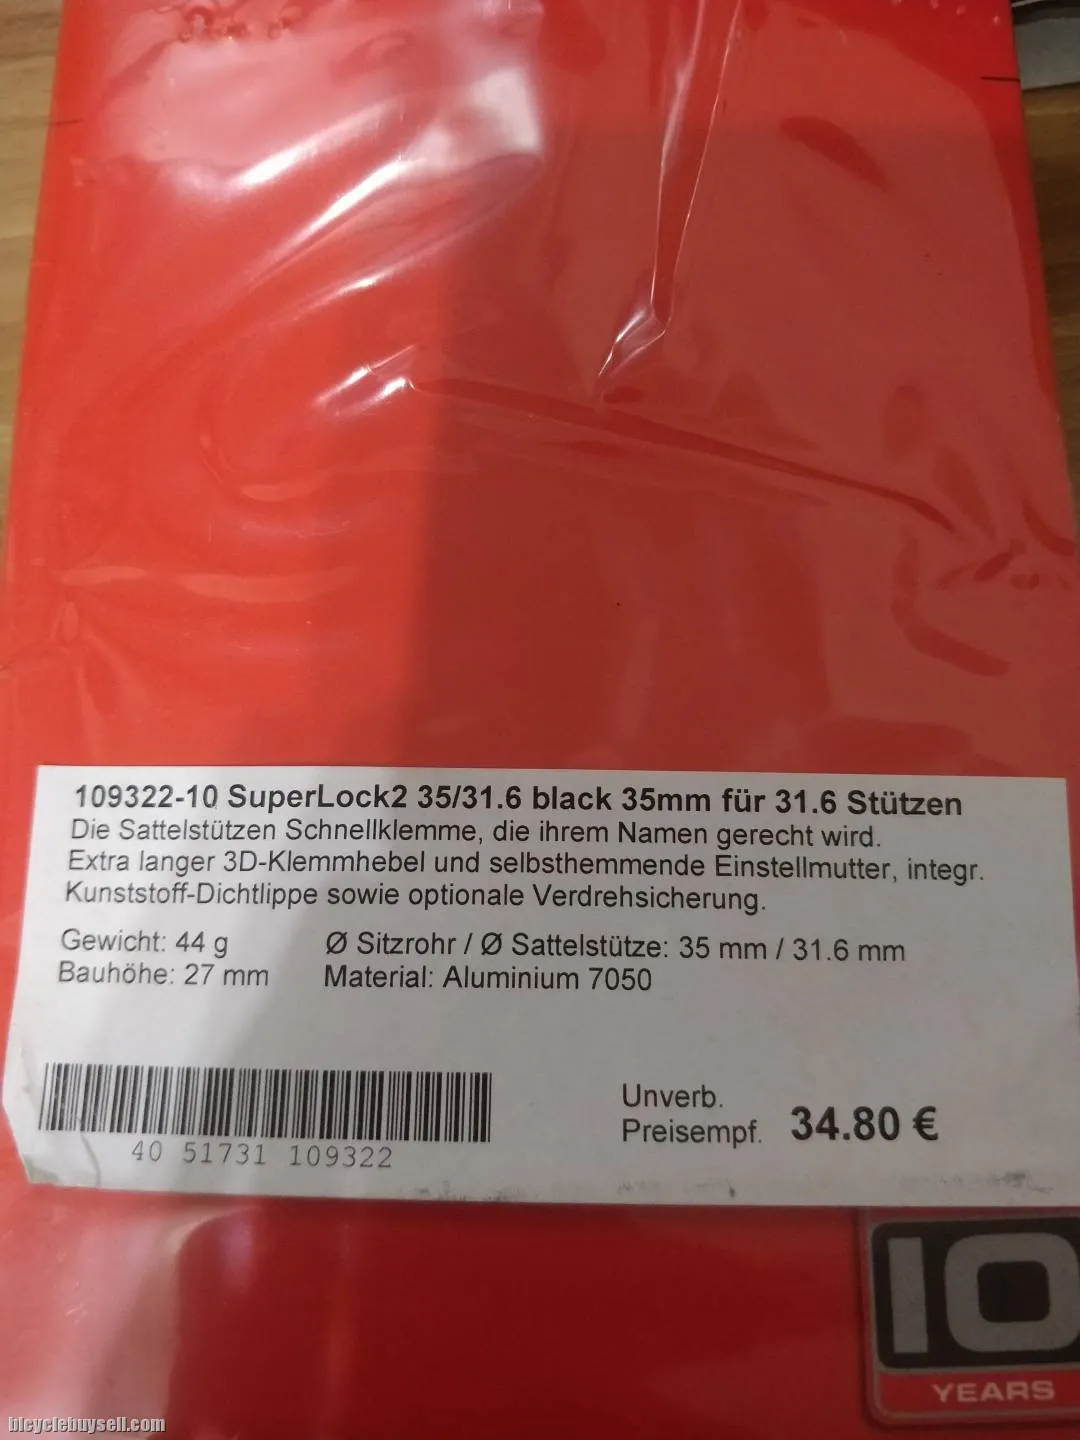 109322-10 SuperLock2 35/31.6 black 35mm für 31.6 Stützen
Die Sattelstützen Schnellklemme, die ihrem Namen gerecht wird.
Extra langer 3D-Klemmhebel und selbsthemmende Einstellmutter, integr.
Kunststoff-Dichtlippe sowie optionale Verdrehsicherung.
Gewicht: 44 g Ø Sitzrohr / Ø Sattelstütze: 35 mm / 31.6 mm
Bauhöhe: 27 mm Material: Aluminium 7050
Unverb.
Preisempf. 34.80 €
40 51731 109322
10
YEARS
bicyclebuysell.com